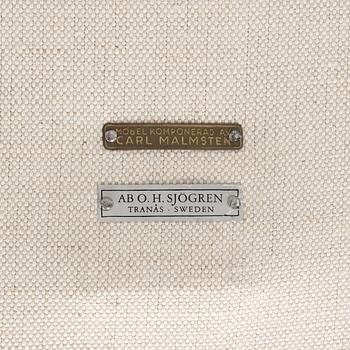 MÖBEL KOMPONERAD AV
CARL MALMSTEN
AB O. H. SJÖGREN
TRANÅS · SWEDEN